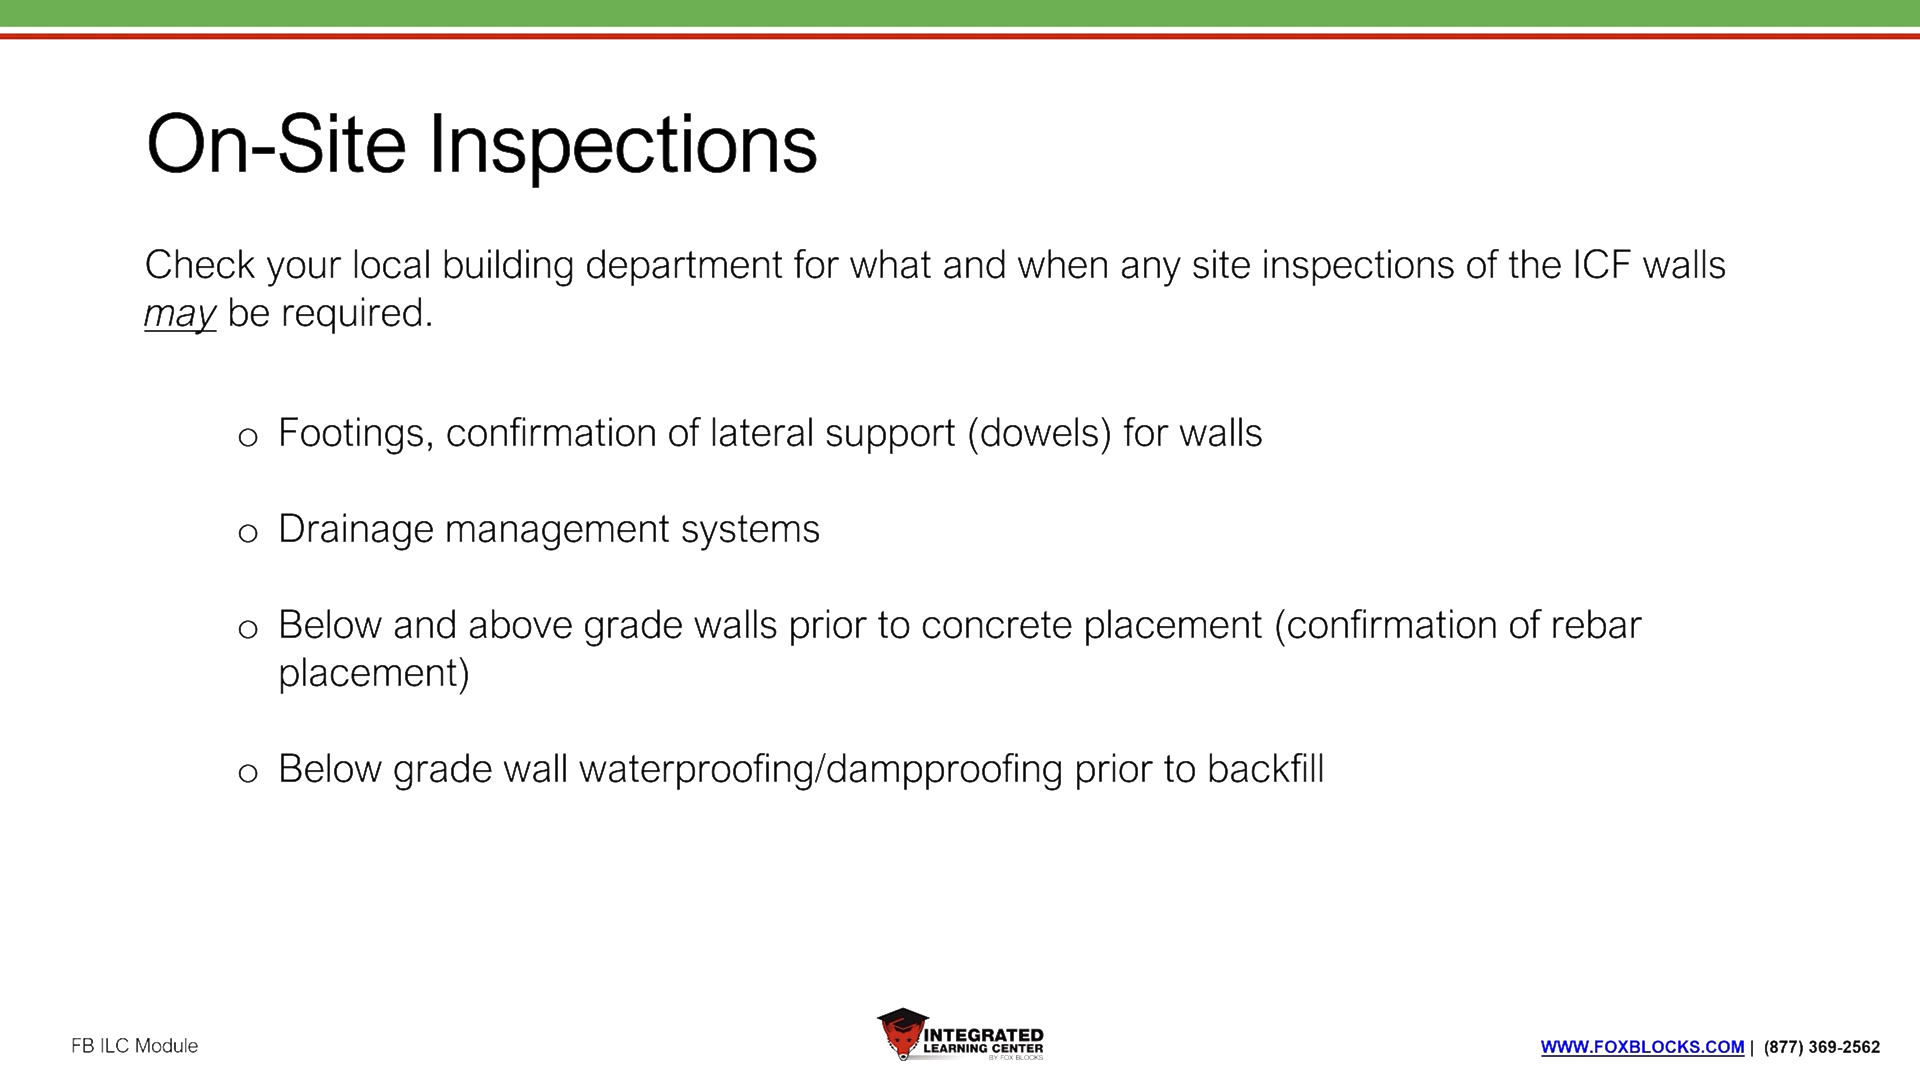 On-Site Inspections
Check your local building department for what and when any site inspections of the ICF walls
may be required.
o Footings, confirmation of lateral support (dowels) for walls
o Drainage management systems
o Below and above grade walls prior to concrete placement (confirmation of rebar
placement)
o Below grade wall waterproofing/dampproofing prior to backfill
FB ILC Module
INTEGRATED
LEARNING CENTER
BY FOX BLOCKS
WWW.FOXBLOCKS.COM | (877) 369-2562